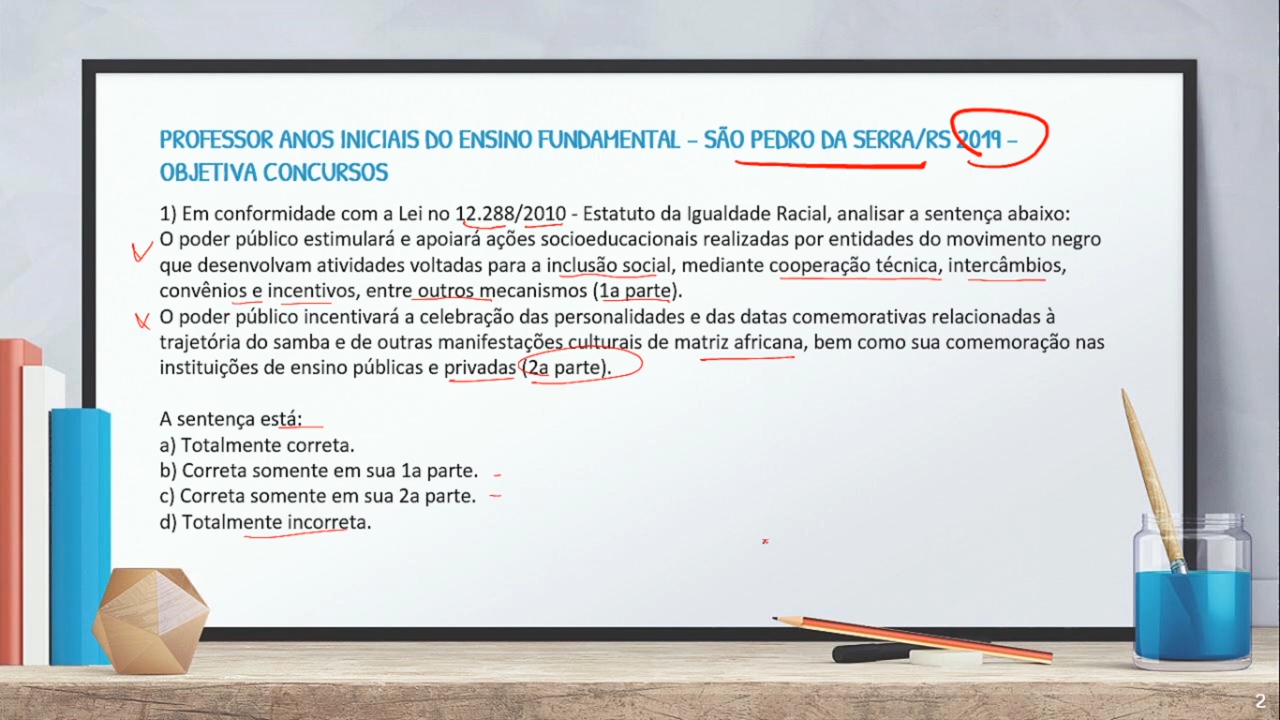 PROFESSOR ANOS INICIAIS DO ENSINO FUNDAMENTAL – SÃO PEDRO DA SERRA/RS 2019 –
OBJETIVA CONCURSOS
1) Em conformidade com a Lei no 12.288/2010 - Estatuto da Igualdade Racial, analisar a sentença abaixo:
O poder público estimulará e apoiará ações socioeducacionais realizadas por entidades do movimento negro
que desenvolvam atividades voltadas para a inclusão social, mediante cooperação técnica, intercâmbios,
convênios e incentivos, entre outros mecanismos (1a parte).
O poder público incentivará a celebração das personalidades e das datas comemorativas relacionadas à
trajetória do samba e de outras manifestações culturais de matriz africana, bem como sua comemoração nas
instituições de ensino públicas e privadas (2a parte).
A sentença está:
a) Totalmente correta.
b) Correta somente em sua 1a parte.
c) Correta somente em sua 2a parte.
d) Totalmente incorreta.
2